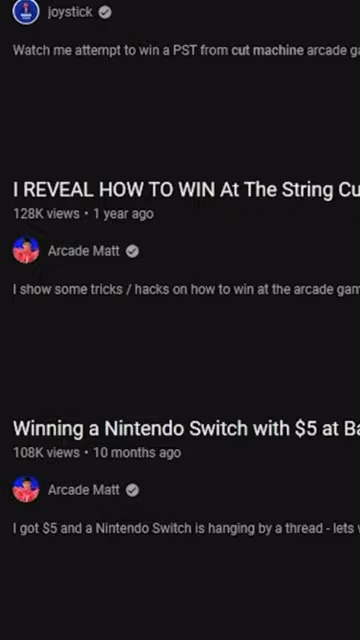 joystick
Watch me attempt to win a PST from cut machine arcade ga
I REVEAL HOW TO WIN At The String Cu
128K views • 1 year ago
Arcade Matt
I show some tricks / hacks on how to win at the arcade gam
Winning a Nintendo Switch with $5 at Ba
108K views • 10 months ago
Arcade Matt
I got $5 and a Nintendo Switch is hanging by a thread - lets